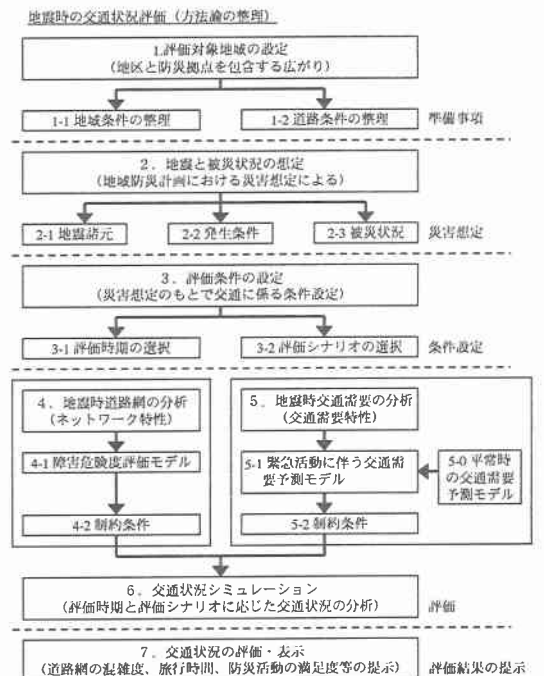 地震時の交通状況評価（方法論の整理）
1.評価対象地域の設定
（地区と防災拠点を包含する広がり）
1-1 地域条件の整理
1-2 道路条件の整理
準備事項
2．地震と被災状況の想定
（地域防災計画における災害想定による）
2-1 地震諸元
2-2 発生条件
2-3 被災状況
災害想定
3．評価条件の設定
（災害想定のもとで交通に係る条件設定）
3-1 評価時期の選択
3-2 評価シナリオの選択
条件設定
4．地震時道路網の分析
（ネットワーク特性）
4-1 障害危険度評価モデル
4-2 制約条件
5．地震時交通需要の分析
（交通需要特性）
5-1 緊急活動に伴う交通需
要予測モデル
5-0 平常時
の交通需要
予測モデル
5-2 制約条件
6．交通状況シミュレーション
（評価時期と評価シナリオに応じた交通状況の分析）
評価
7．交通状況の評価・表示
（道路網の混雑度、旅行時間、防災活動の満足度等の提示）
評価結果の提示